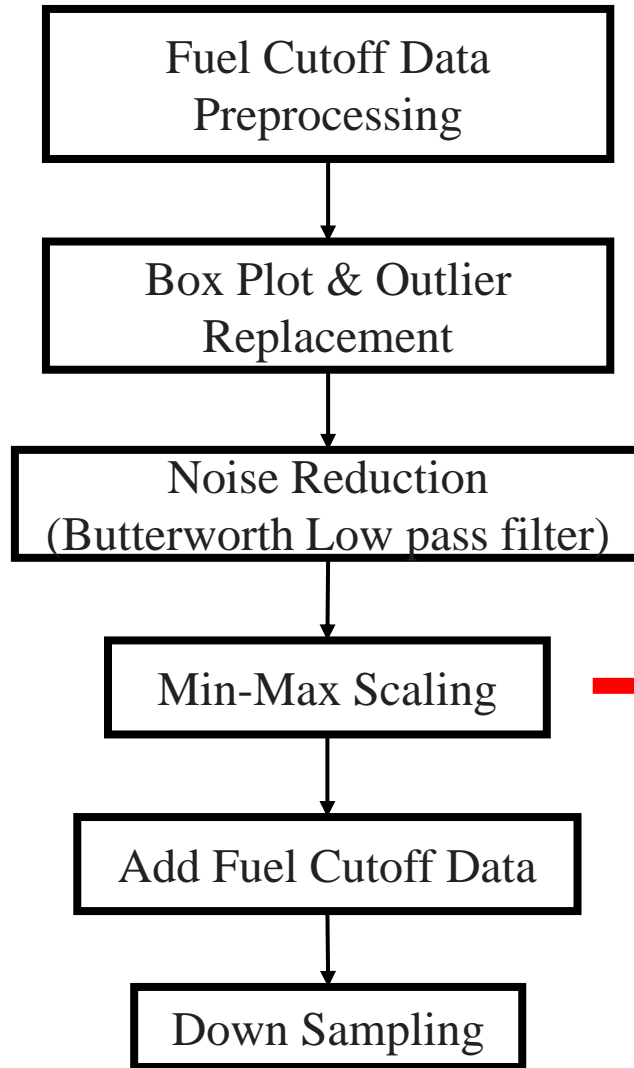 Fuel Cutoff Data
Preprocessing
Box Plot & Outlier
Replacement
Noise Reduction
(Butterworth Low pass filter)
Min-Max Scaling
Add Fuel Cutoff Data
Down Sampling